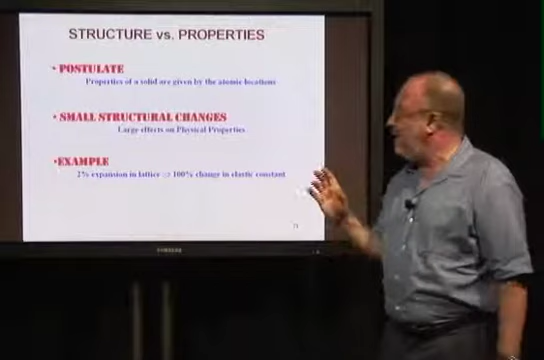 STRUCTURE vs. PROPERTIES
• POSTULATE
Properties of a solid are given by the atomic locations
• SMALL STRUCTURAL CHANGES
Large effects on Physical Properties
•EXAMPLE
2% expansion in lattice → 100% change in elastic constant
SAMSUNG